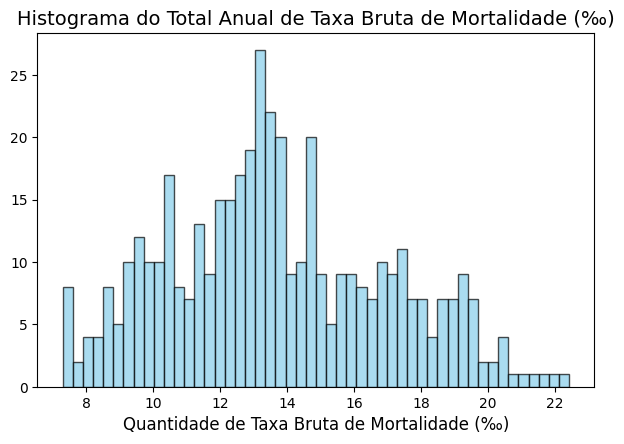 Histograma do Total Anual de Taxa Bruta de Mortalidade (‰)
25
20
15
10
5
0
8 10 12 14 16 18 20 22
Quantidade de Taxa Bruta de Mortalidade (‰)